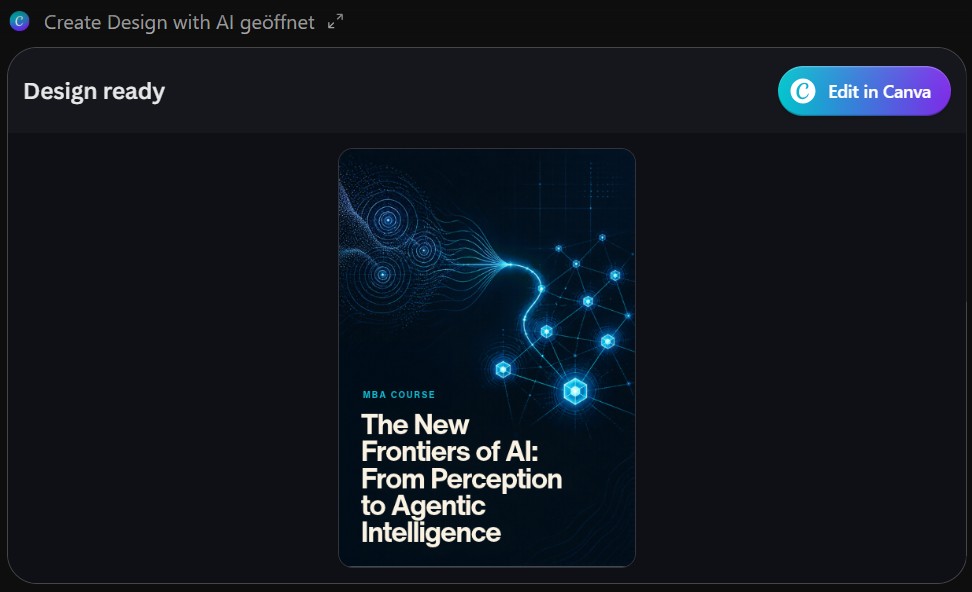 Create Design with AI geöffnet
Design ready
Edit in Canva
MBA COURSE
The New
Frontiers of AI:
From Perception
to Agentic
Intelligence